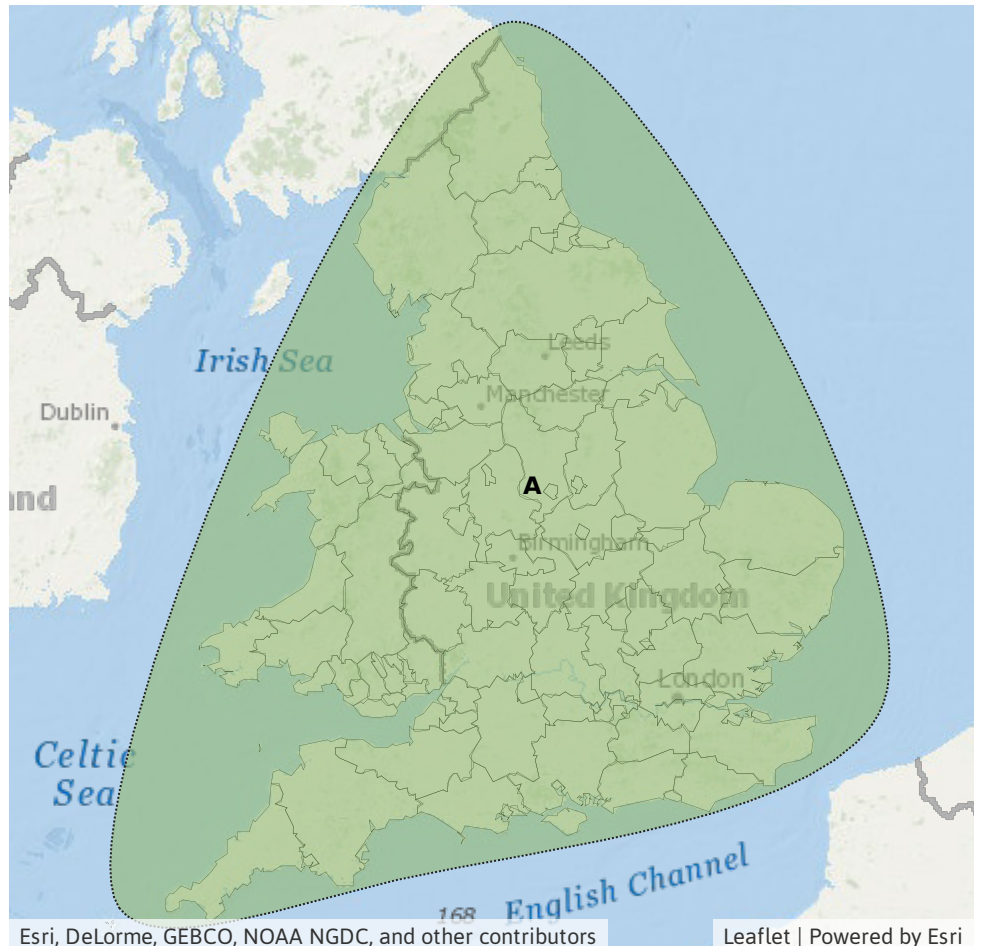 Leeds
Irish Sea
Manchester
Dublin
A
nd
Birmingham
United Kingdom
London
Celtic
Sea
English Channel
168
Esri, DeLorme, GEBCO, NOAA NGDC, and other contributors
Leaflet | Powered by Esri